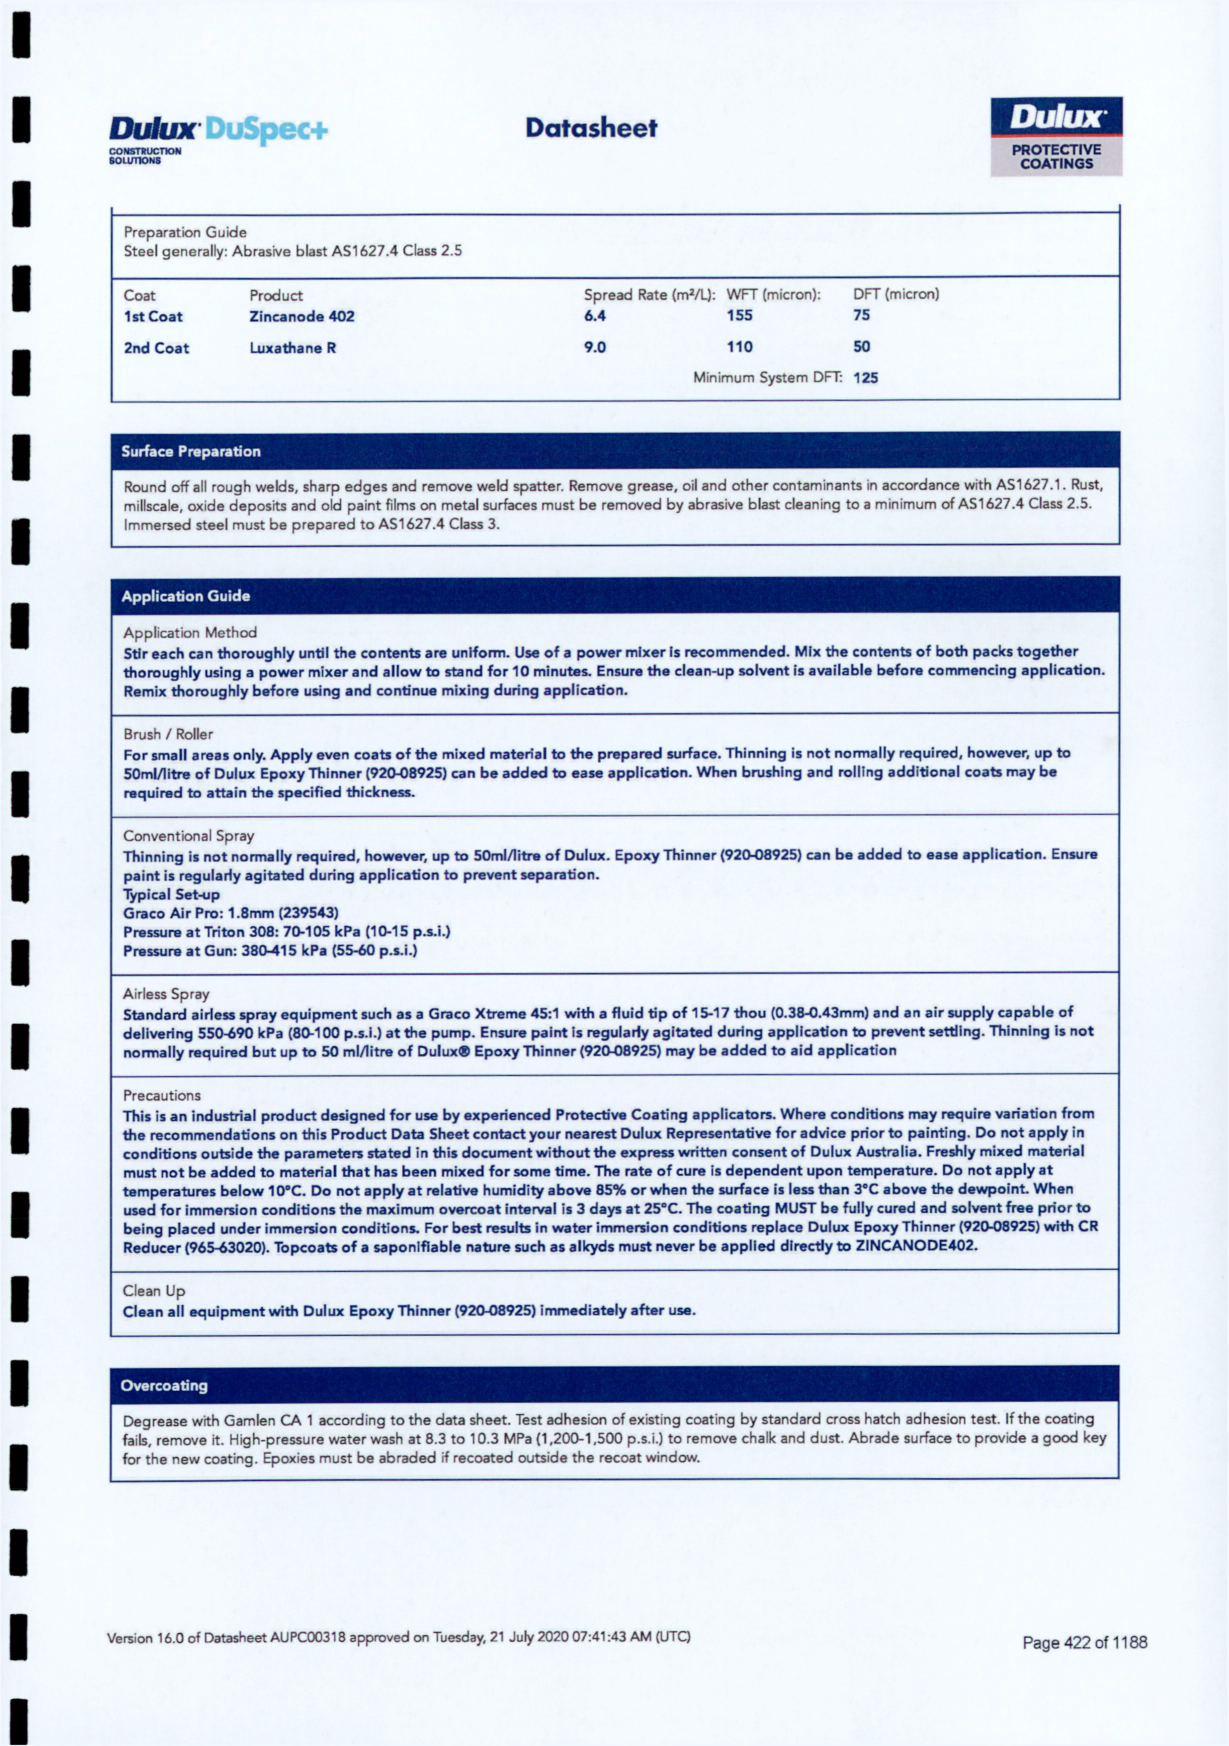 Dulux DuSpec+
CONSTRUCTION
SOLUTIONS
Datasheet
Dulux
PROTECTIVE
COATINGS
Preparation Guide
Steel generally: Abrasive blast AS1627.4 Class 2.5
Coat Product Spread Rate (m²/L): WFT (micron): DFT (micron)
1st Coat Zincanode 402 6.4 155 75
2nd Coat Luxathane R 9.0 110 50
Minimum System DFT: 125
Surface Preparation
Round off all rough welds, sharp edges and remove weld spatter. Remove grease, oil and other contaminants in accordance with AS1627.1. Rust,
millscale, oxide deposits and old paint films on metal surfaces must be removed by abrasive blast cleaning to a minimum of AS1627.4 Class 2.5.
Immersed steel must be prepared to AS1627.4 Class 3.
Application Guide
Application Method
Stir each can thoroughly until the contents are uniform. Use of a power mixer is recommended. Mix the contents of both packs together
thoroughly using a power mixer and allow to stand for 10 minutes. Ensure the clean-up solvent is available before commencing application.
Remix thoroughly before using and continue mixing during application.
Brush / Roller
For small areas only. Apply even coats of the mixed material to the prepared surface. Thinning is not normally required, however, up to
50ml/litre of Dulux Epoxy Thinner (920-08925) can be added to ease application. When brushing and rolling additional coats may be
required to attain the specified thickness.
Conventional Spray
Thinning is not normally required, however, up to 50ml/litre of Dulux. Epoxy Thinner (920-08925) can be added to ease application. Ensure
paint is regularly agitated during application to prevent separation.
Typical Set-up
Graco Air Pro: 1.8mm (239543)
Pressure at Triton 308: 70-105 kPa (10-15 p.s.i.)
Pressure at Gun: 380-415 kPa (55-60 p.s.i.)
Airless Spray
Standard airless spray equipment such as a Graco Xtreme 45:1 with a fluid tip of 15-17 thou (0.38-0.43mm) and an air supply capable of
delivering 550-690 kPa (80-100 p.s.i.) at the pump. Ensure paint is regularly agitated during application to prevent settling. Thinning is not
normally required but up to 50 ml/litre of Dulux® Epoxy Thinner (920-08925) may be added to aid application
Precautions
This is an industrial product designed for use by experienced Protective Coating applicators. Where conditions may require variation from
the recommendations on this Product Data Sheet contact your nearest Dulux Representative for advice prior to painting. Do not apply in
conditions outside the parameters stated in this document without the express written consent of Dulux Australia. Freshly mixed material
must not be added to material that has been mixed for some time. The rate of cure is dependent upon temperature. Do not apply at
temperatures below 10°C. Do not apply at relative humidity above 85% or when the surface is less than 3°C above the dewpoint. When
used for immersion conditions the maximum overcoat interval is 3 days at 25°C. The coating MUST be fully cured and solvent free prior to
being placed under immersion conditions. For best results in water immersion conditions replace Dulux Epoxy Thinner (920-08925) with CR
Reducer (965-63020). Topcoats of a saponifiable nature such as alkyds must never be applied directly to ZINCANODE402.
Clean Up
Clean all equipment with Dulux Epoxy Thinner (920-08925) immediately after use.
Overcoating
Degrease with Gamlen CA 1 according to the data sheet. Test adhesion of existing coating by standard cross hatch adhesion test. If the coating
fails, remove it. High-pressure water wash at 8.3 to 10.3 MPa (1,200-1,500 p.s.i.) to remove chalk and dust. Abrade surface to provide a good key
for the new coating. Epoxies must be abraded if recoated outside the recoat window.
Version 16.0 of Datasheet AUPC00318 approved on Tuesday, 21 July 2020 07:41:43 AM (UTC)
Page 422 of 1188